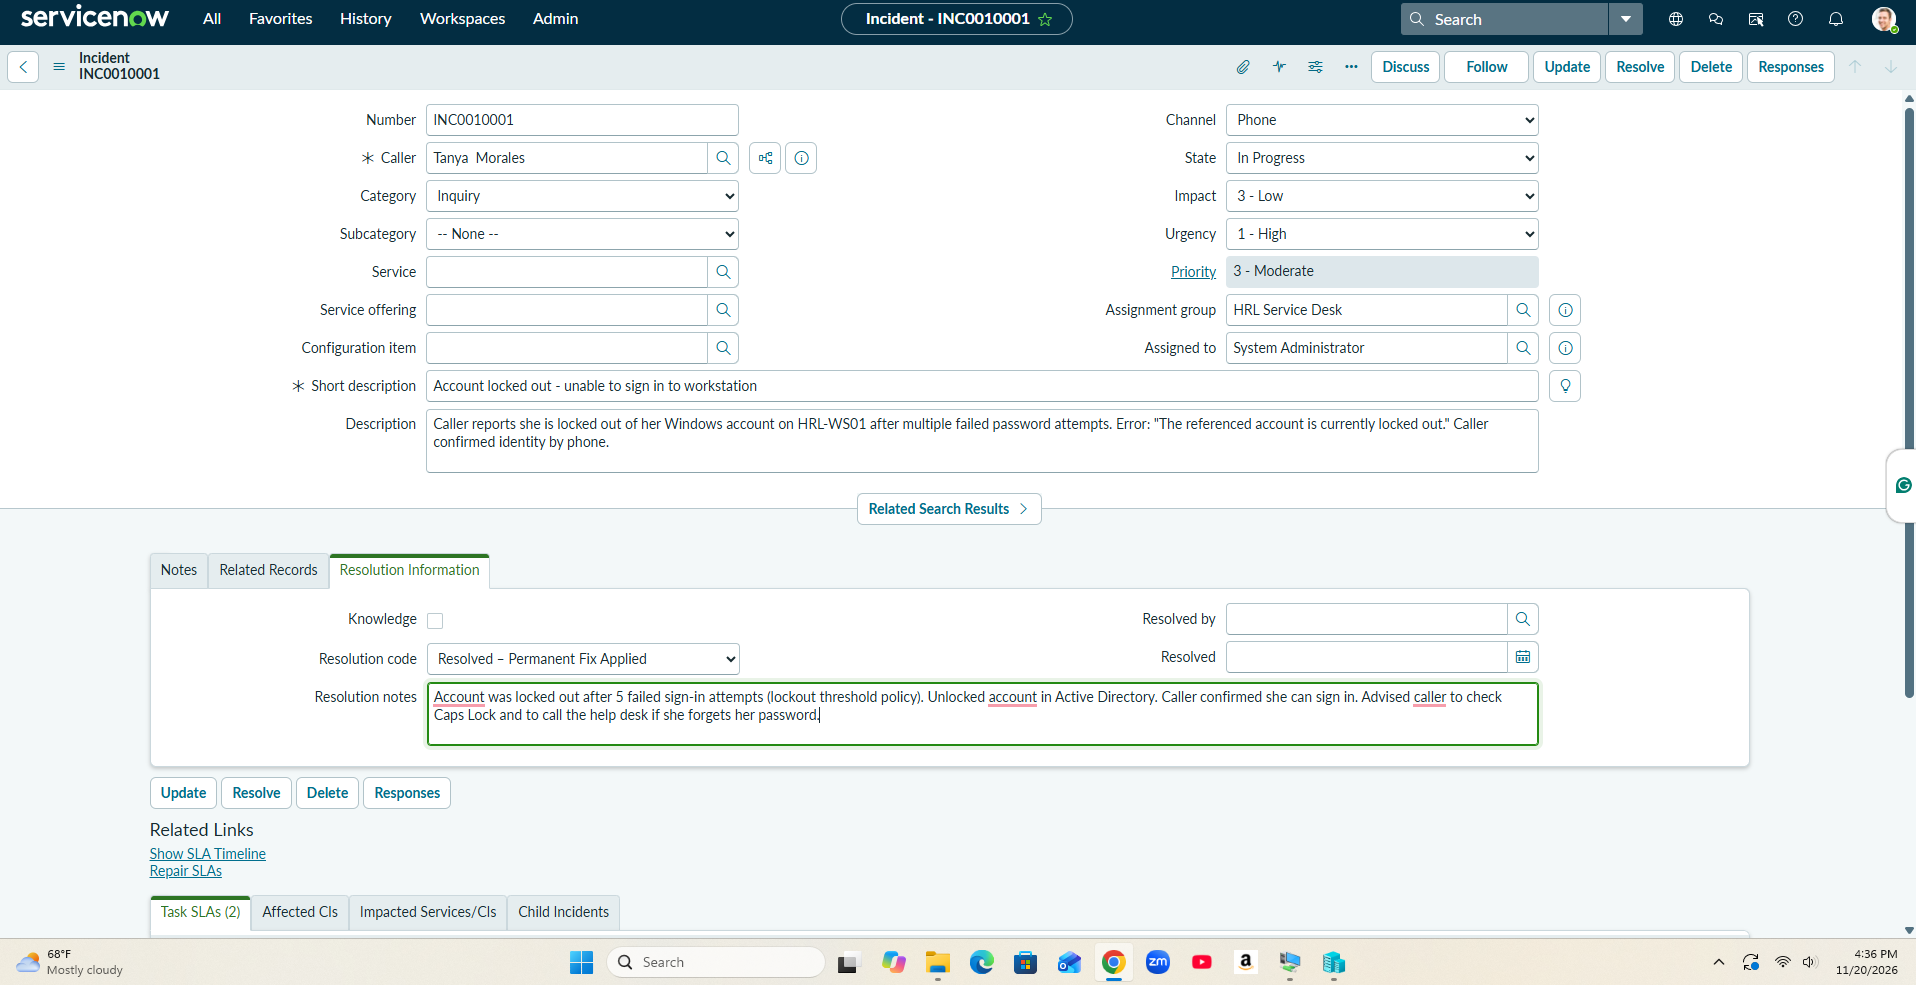 servicenow
All
Favorites
History
Workspaces
Admin
Incident - INC0010001
Search
Incident
INC0010001
Discuss
Follow
Update
Resolve
Delete
Responses
Number
INC0010001
Channel
Phone
Caller
Tanya Morales
State
In Progress
Category
Inquiry
Impact
3 - Low
Subcategory
-- None --
Urgency
1 - High
Service
Priority
3 - Moderate
Service offering
Assignment group
HRL Service Desk
Configuration item
Assigned to
System Administrator
Short description
Account locked out - unable to sign in to workstation
Description
Caller reports she is locked out of her Windows account on HRL-WS01 after multiple failed password attempts. Error: "The referenced account is currently locked out." Caller
confirmed identity by phone.
Related Search Results
Notes
Related Records
Resolution Information
Knowledge
Resolved by
Resolution code
Resolved – Permanent Fix Applied
Resolved
Resolution notes
Account was locked out after 5 failed sign-in attempts (lockout threshold policy). Unlocked account in Active Directory. Caller confirmed she can sign in. Advised caller to check
Caps Lock and to call the help desk if she forgets her password.
Update
Resolve
Delete
Responses
Related Links
Show SLA Timeline
Repair SLAs
Task SLAs (2)
Affected CIs
Impacted Services/CIs
Child Incidents
68°F
Mostly cloudy
Search
zm
a
4:36 PM
11/20/2026